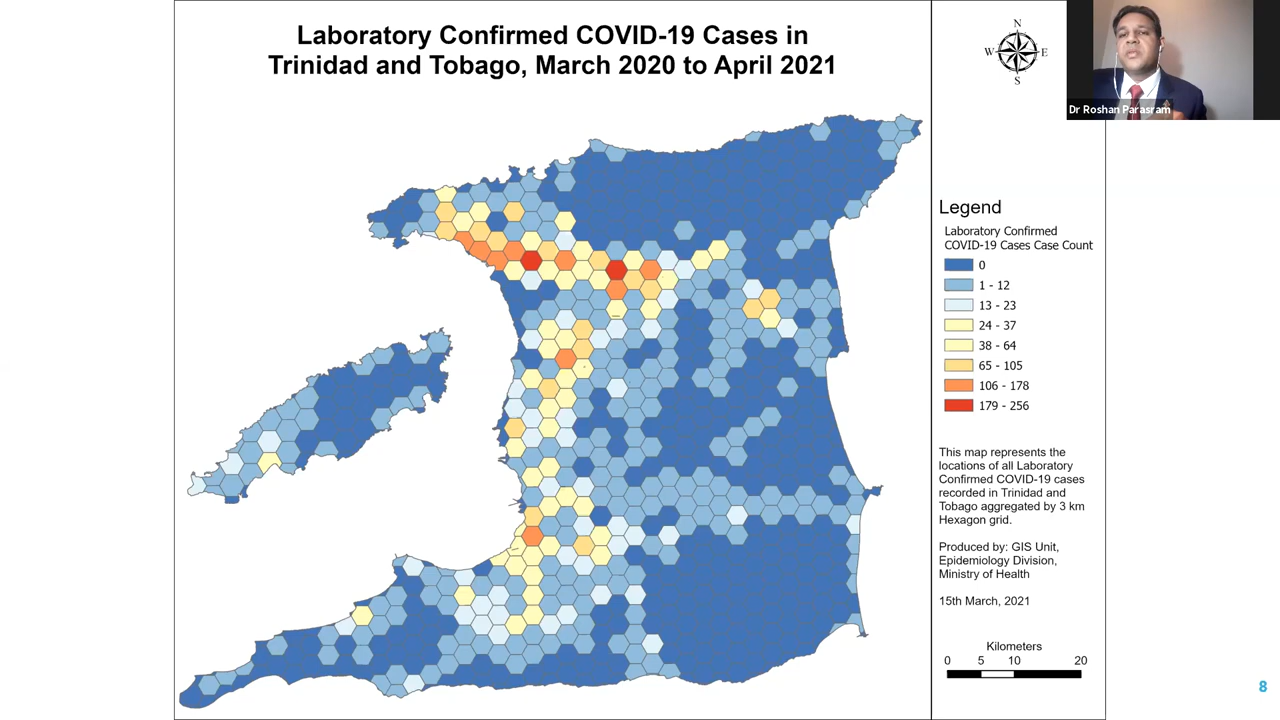 Laboratory Confirmed COVID-19 Cases in
Trinidad and Tobago, March 2020 to April 2021
N
W E
S
Dr Roshan Parasram
Legend
Laboratory Confirmed
COVID-19 Cases Case Count
0
1 - 12
13 - 23
24 - 37
38 - 64
65 - 105
106 - 178
179 - 256
This map represents the
locations of all Laboratory
Confirmed COVID-19 cases
recorded in Trinidad and
Tobago aggregated by 3 km
Hexagon grid.
Produced by: GIS Unit,
Epidemiology Division,
Ministry of Health
15th March, 2021
Kilometers
0 5 10 20
8